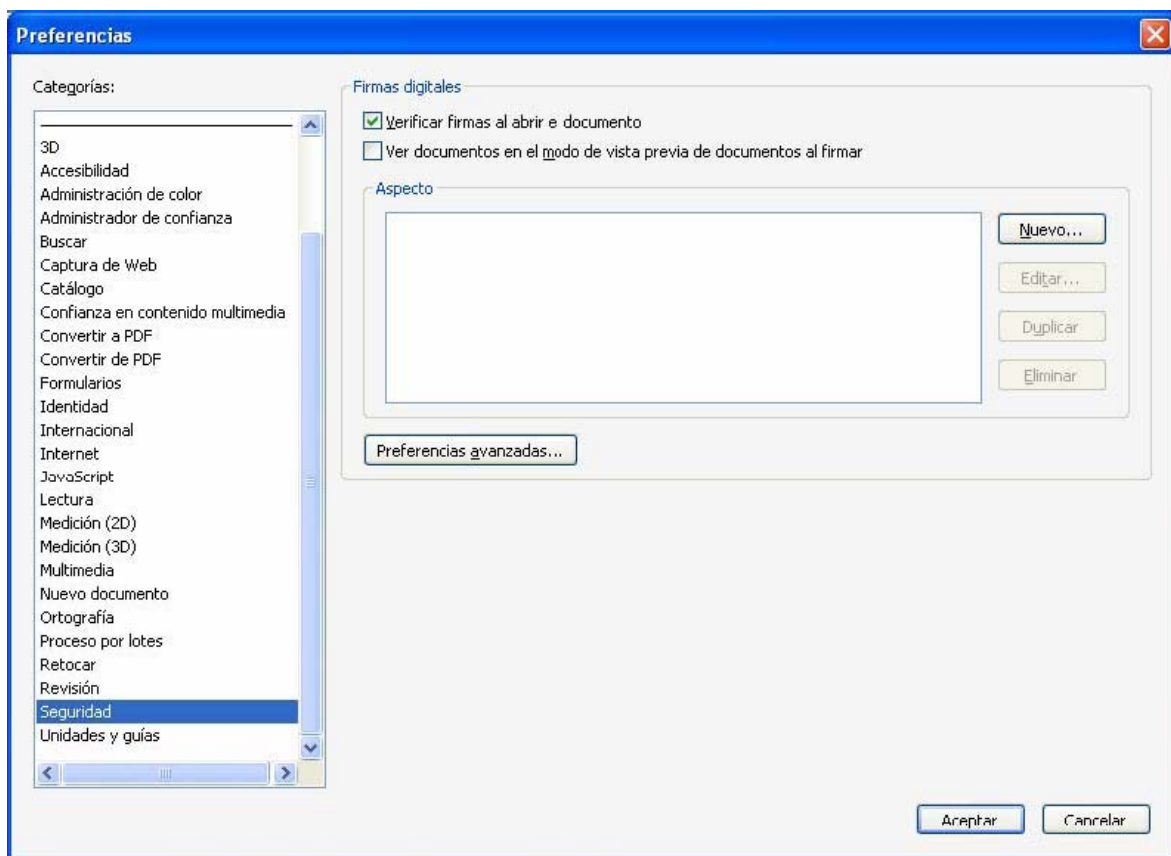 Preferencias
Categorías:
3D
Accesibilidad
Administración de color
Administrador de confianza
Buscar
Captura de Web
Catálogo
Confianza en contenido multimedia
Convertir a PDF
Convertir de PDF
Formularios
Identidad
Internacional
Internet
JavaScript
Lectura
Medición (2D)
Medición (3D)
Multimedia
Nuevo documento
Ortografía
Proceso por lotes
Retocar
Revisión
Seguridad
Unidades y guías
Firmas digitales
Verificar firmas al abrir e documento
Ver documentos en el modo de vista previa de documentos al firmar
Aspecto
Nuevo...
Editar...
Duplicar
Eliminar
Preferencias avanzadas...
Aceptar
Cancelar